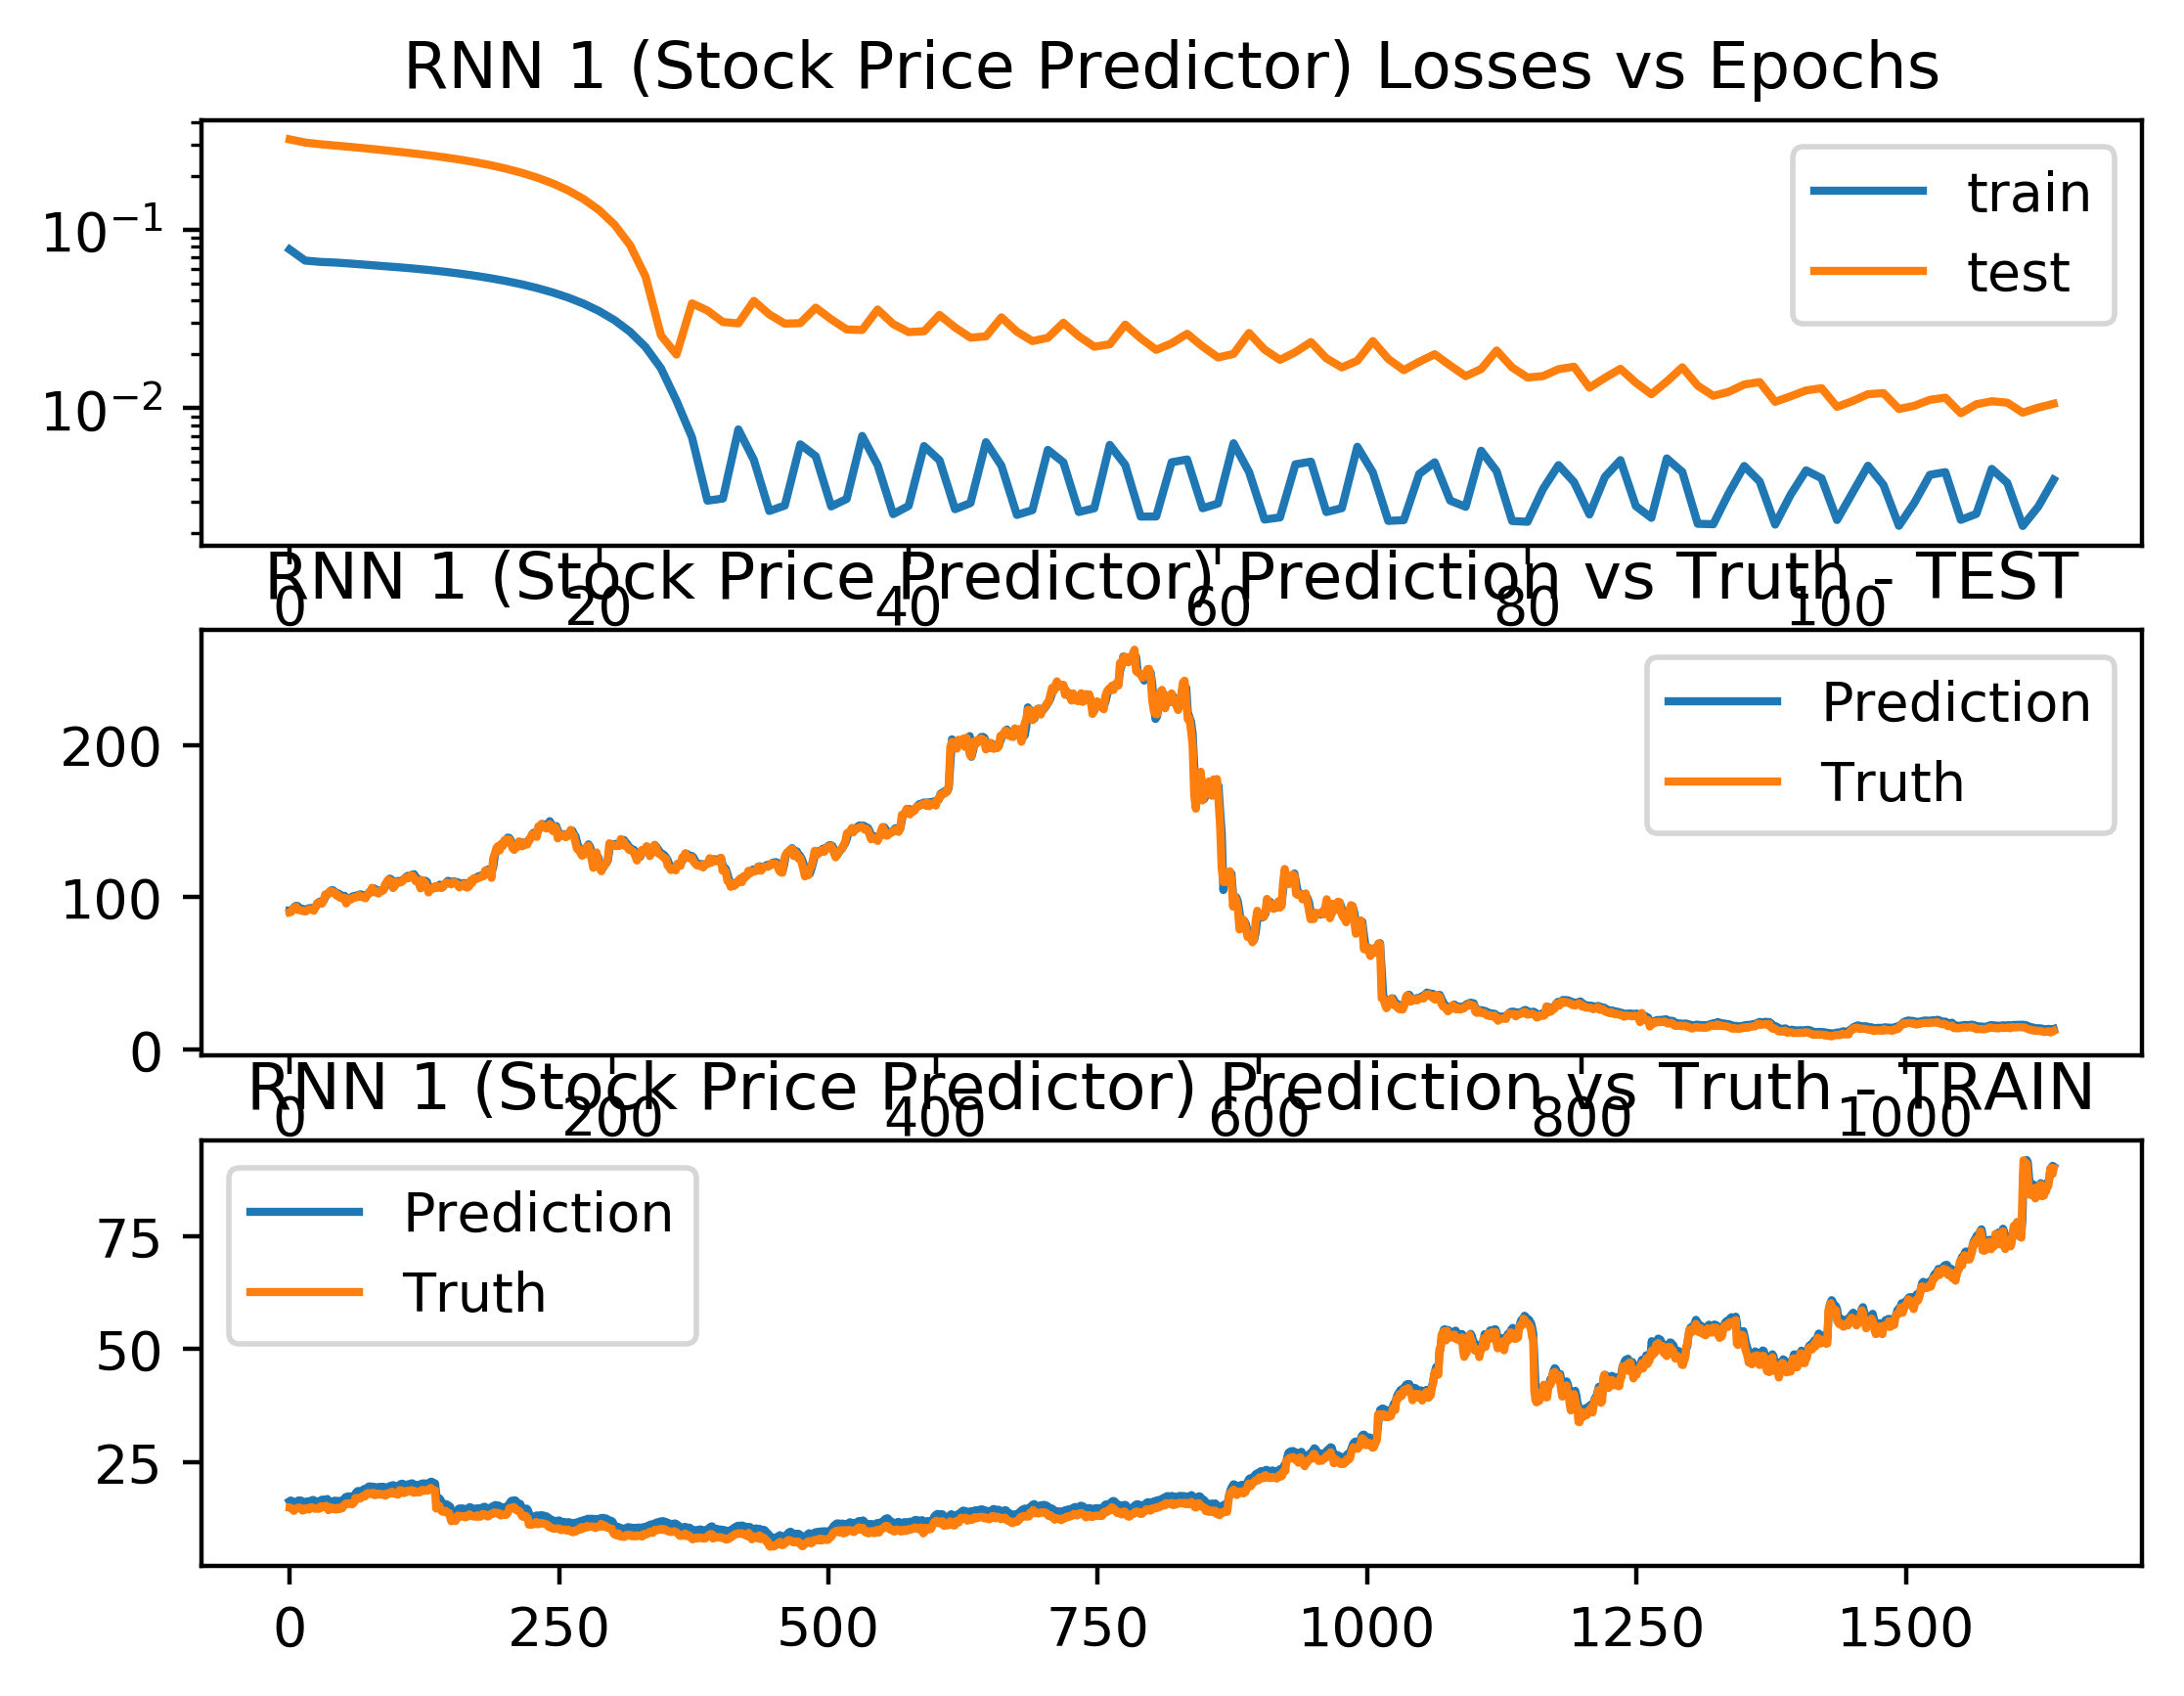 RNN 1 (Stock Price Predictor) Losses vs Epochs
10⁻¹
10⁻²
train
test
0 20 40 60 80 100
RNN 1 (Stock Price Predictor) Prediction vs Truth - TEST
200
100
0
Prediction
Truth
0 200 400 600 800 1000
RNN 1 (Stock Price Predictor) Prediction vs Truth - TRAIN
75
50
25
Prediction
Truth
0 250 500 750 1000 1250 1500